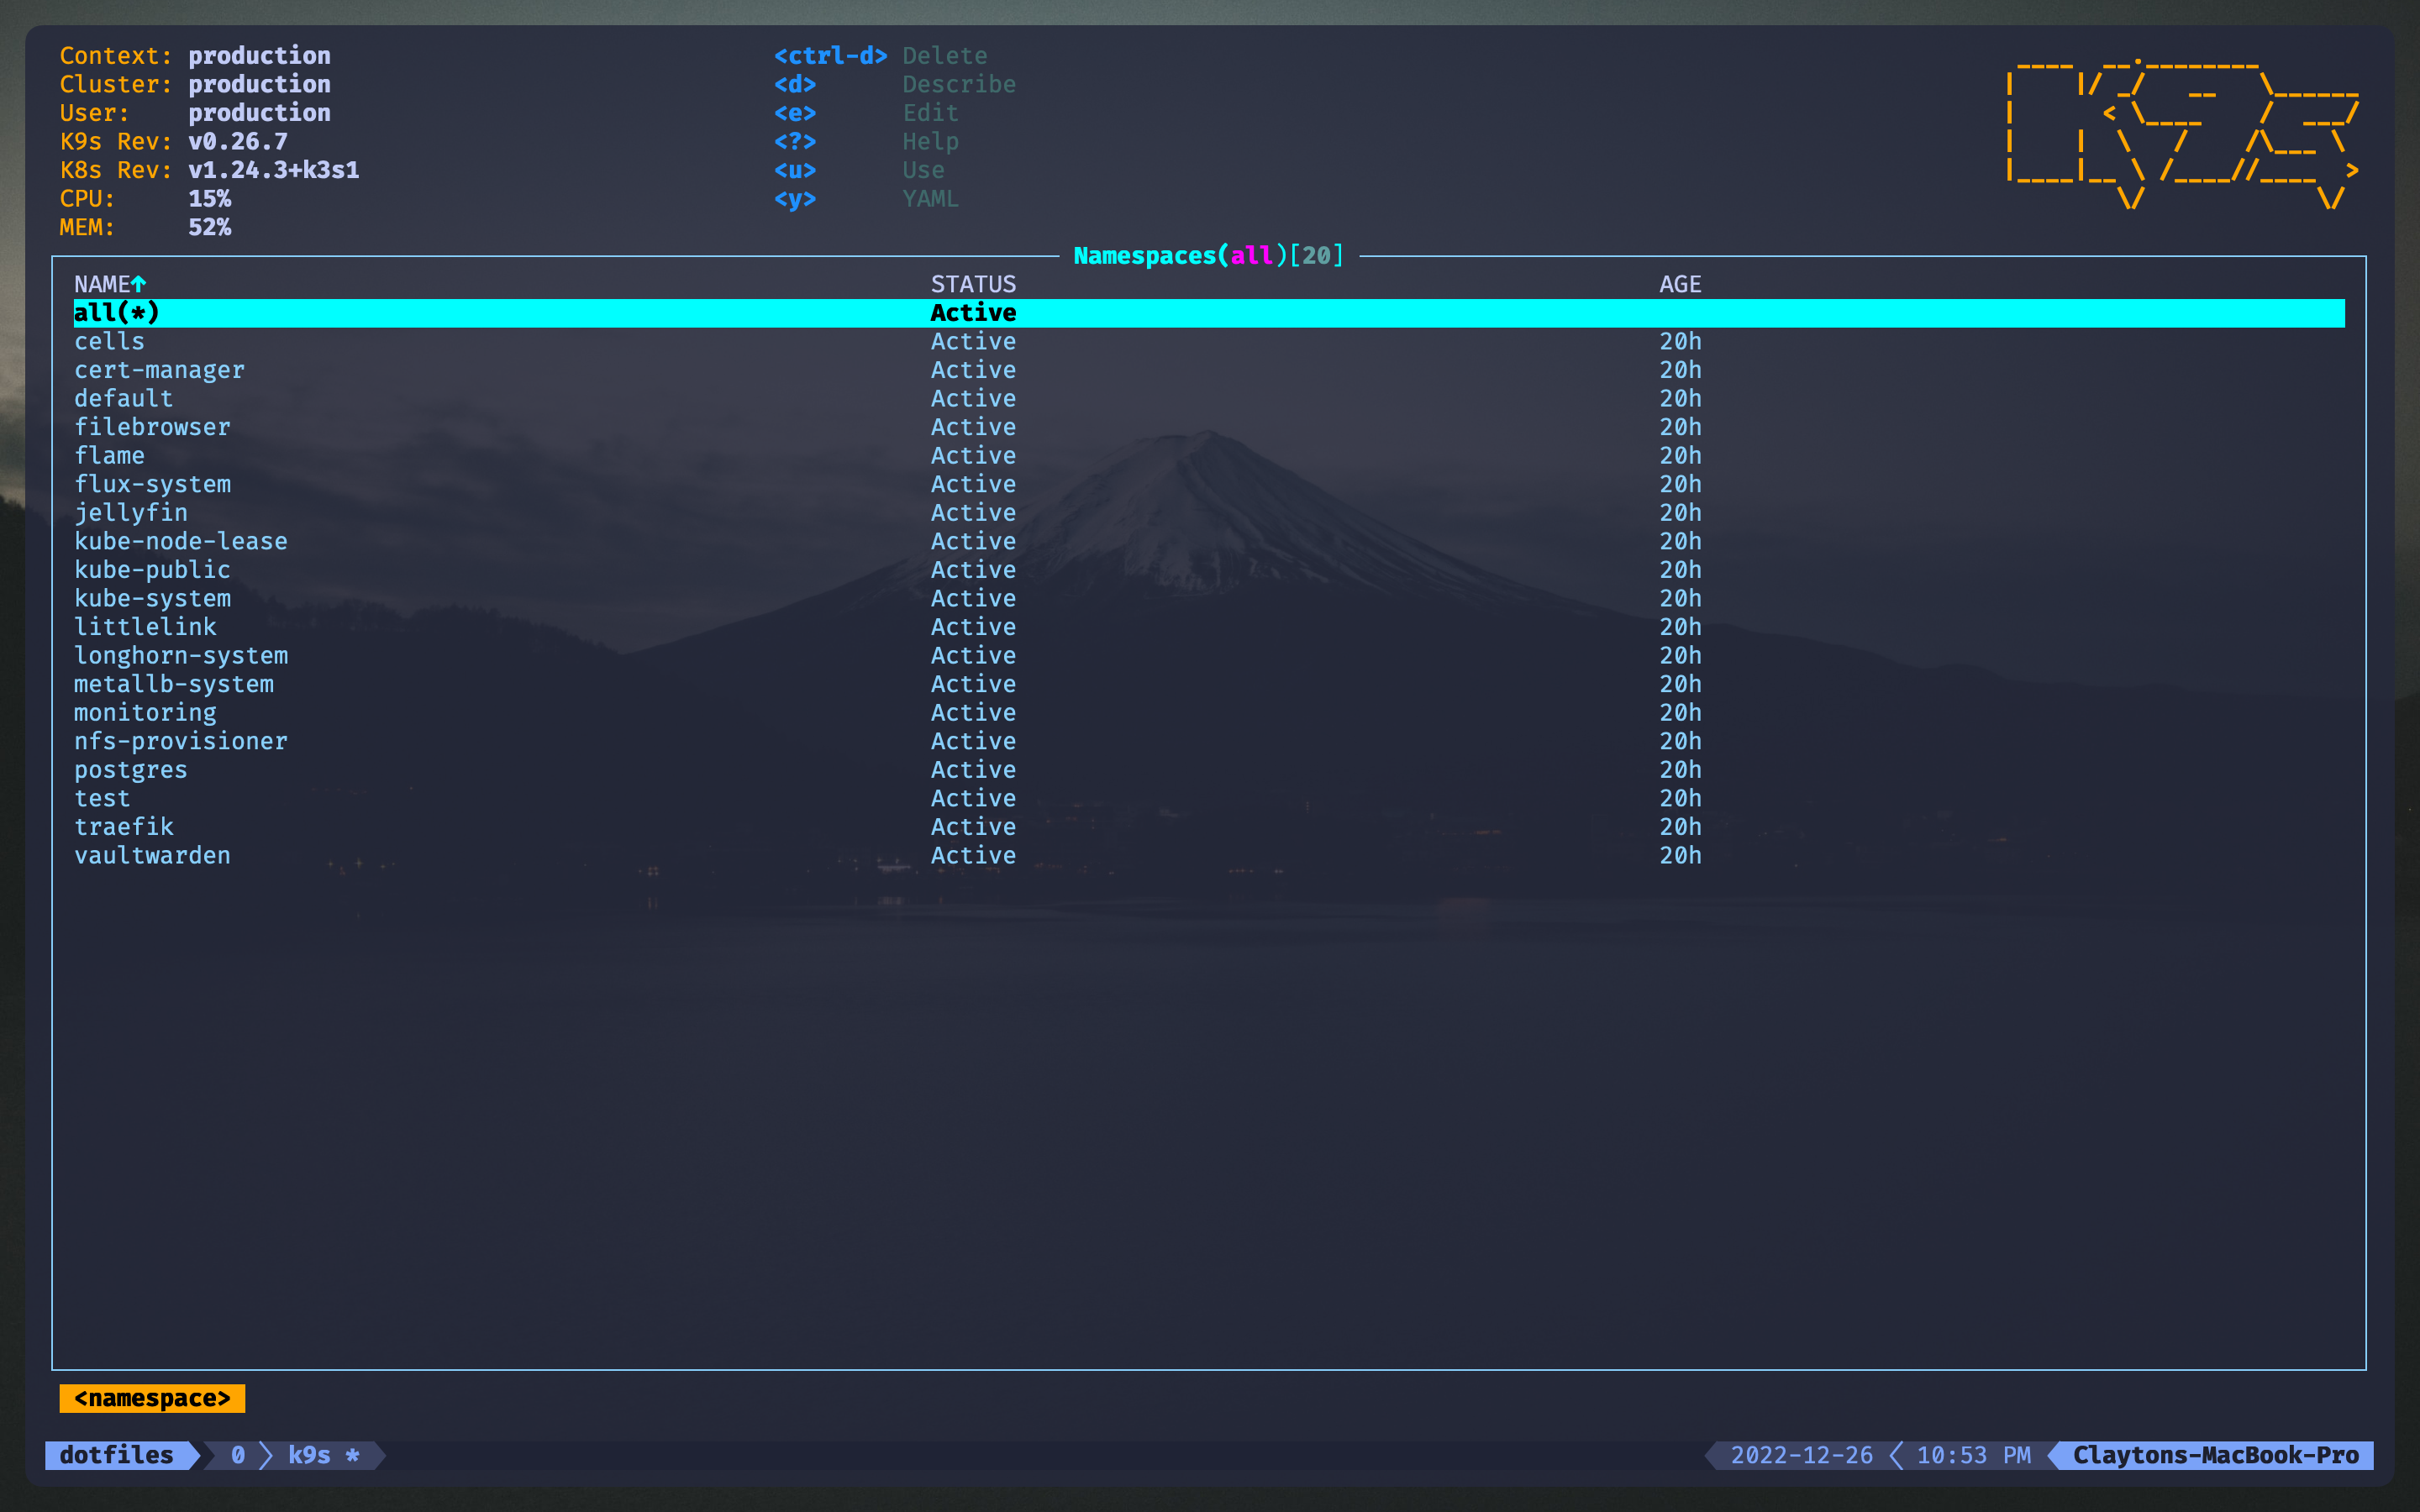 Context: production
Cluster: production
User: production
K9s Rev: v0.26.7
K8s Rev: v1.24.3+k3s1
CPU: 15%
MEM: 52%
<ctrl-d> Delete
<d> Describe
<e> Edit
<?> Help
<u> Use
<y> YAML
Namespaces(all)[20]
NAME↑ STATUS AGE
all(*) Active
cells Active 20h
cert-manager Active 20h
default Active 20h
filebrowser Active 20h
flame Active 20h
flux-system Active 20h
jellyfin Active 20h
kube-node-lease Active 20h
kube-public Active 20h
kube-system Active 20h
littlelink Active 20h
longhorn-system Active 20h
metallb-system Active 20h
monitoring Active 20h
nfs-provisioner Active 20h
postgres Active 20h
test Active 20h
traefik Active 20h
vaultwarden Active 20h
<namespace>
dotfiles 0 k9s * 2022-12-26 10:53 PM Claytons-MacBook-Pro